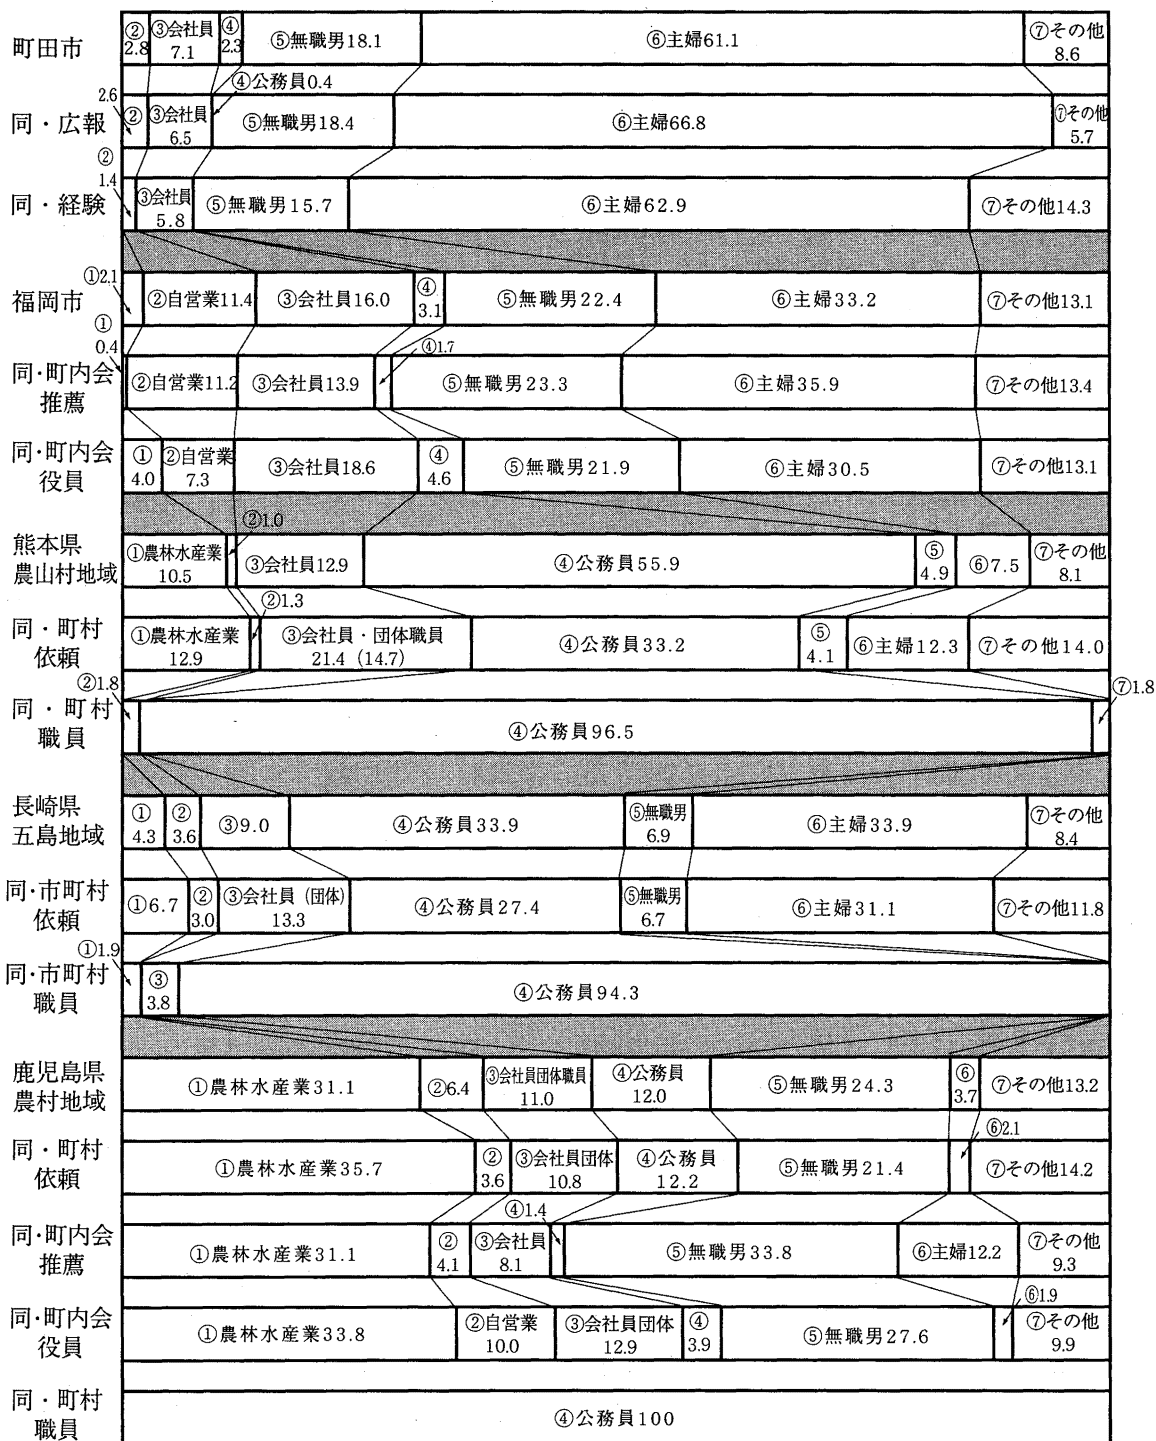 町田市
②2.8
③会社員7.1
④2.3
⑤無職男18.1
⑥主婦61.1
⑦その他8.6
④公務員0.4
同・広報
2.6
②
③会社員6.5
⑤無職男18.4
⑥主婦66.8
⑦その他5.7
同・経験
②1.4
③会社員5.8
⑤無職男15.7
⑥主婦62.9
⑦その他14.3
福岡市
①2.1
②自営業11.4
③会社員16.0
④3.1
⑤無職男22.4
⑥主婦33.2
⑦その他13.1
同・町内会推薦
①0.4
②自営業11.2
③会社員13.9
④1.7
⑤無職男23.3
⑥主婦35.9
⑦その他13.4
同・町内会役員
①4.0
②自営業7.3
③会社員18.6
④4.6
⑤無職男21.9
⑥主婦30.5
⑦その他13.1
熊本県農山村地域
①農林水産業10.5
②1.0
③会社員12.9
④公務員55.9
⑤4.9
⑥7.5
⑦その他8.1
同・町村依頼
①農林水産業12.9
②1.3
③会社員・団体職員21.4（14.7）
④公務員33.2
⑤4.1
⑥主婦12.3
⑦その他14.0
同・町村職員
②1.8
④公務員96.5
⑦1.8
長崎県五島地域
①4.3
②3.6
③9.0
④公務員33.9
⑤無職男6.9
⑥主婦33.9
⑦その他8.4
同・市町村依頼
①6.7
②3.0
③会社員（団体）13.3
④公務員27.4
⑤無職男6.7
⑥主婦31.1
⑦その他11.8
同・市町村職員
①1.9
③3.8
④公務員94.3
鹿児島県農村地域
①農林水産業31.1
②6.4
③会社員団体職員11.0
④公務員12.0
⑤無職男24.3
⑥3.7
⑦その他13.2
同・町村依頼
①農林水産業35.7
②3.6
③会社員団体10.8
④公務員12.2
⑤無職男21.4
⑥2.1
⑦その他14.2
同・町内会推薦
①農林水産業31.1
②4.1
③会社員8.1
④1.4
⑤無職男33.8
⑥主婦12.2
⑦その他9.3
同・町内会役員
①農林水産業33.8
②自営業10.0
③会社員団体12.9
④3.9
⑤無職男27.6
⑥1.9
⑦その他9.9
同・町村職員
④公務員100